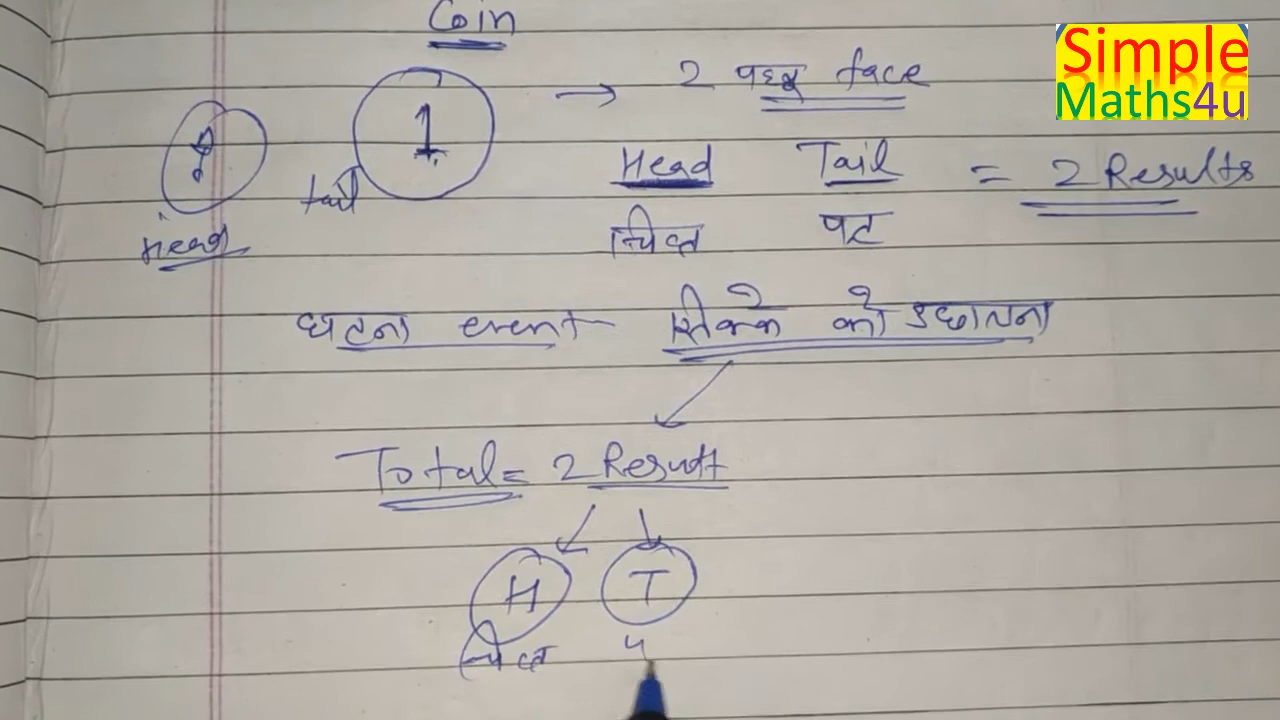 Coin
Simple
Maths4u
1 → 2 face
tail
Head Tail = 2 Results
Head
चित्त पट
घटना event सिक्के को उछालना
Total = 2 Result
H T
चित्त प